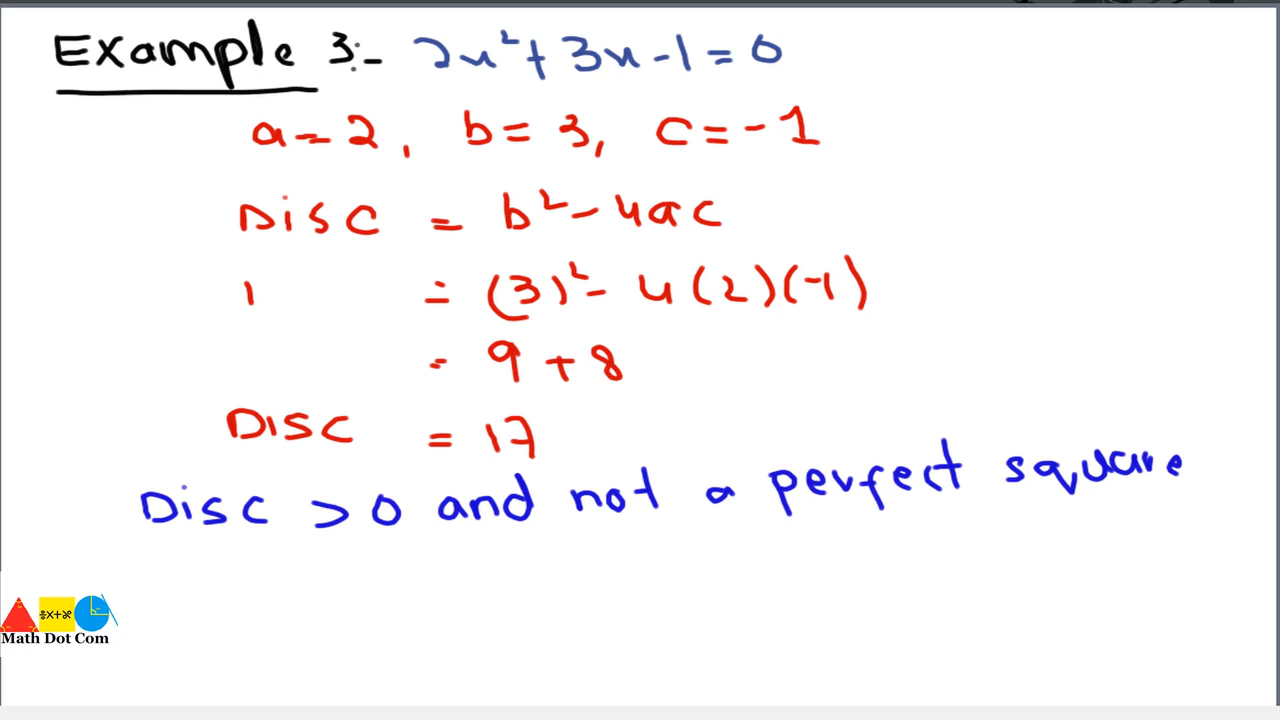 Example 3:- 2x²+3x-1=0
a=2, b=3, c=-1
Disc = b²-4ac
= (3)²-4(2)(-1)
= 9+8
Disc = 17
Disc >0 and not a perfect square
Math Dot Com